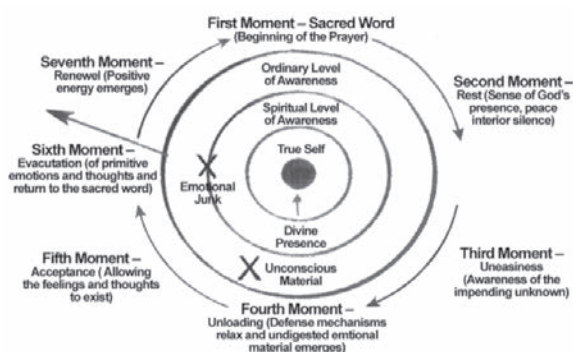 First Moment – Sacred Word
(Beginning of the Prayer)
Second Moment –
Rest (Sense of God's
presence, peace
interior silence)
Third Moment –
Uneasiness
(Awareness of the
impending unknown)
Fourth Moment –
Unloading (Defense mechanisms
relax and undigested emtional
material emerges)
Fifth Moment –
Acceptance ( Allowing
the feelings and thoughts
to exist)
Sixth Moment –
Evacutation (of primitive
emotions and thoughts and
return to the sacred word)
Seventh Moment –
Renewel (Positive
energy emerges)
Ordinary Level
of Awareness
Spiritual Level
of Awareness
True Self
X
Emotional
Junk
Divine
Presence
X
Unconscious
Material